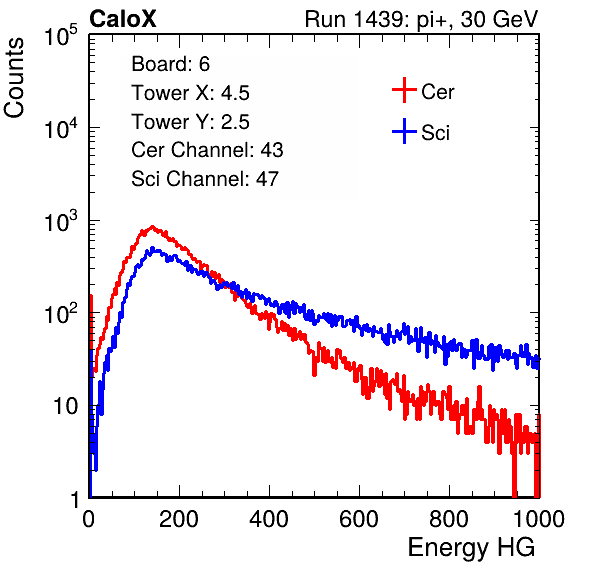 CaloX Run 1439: pi+, 30 GeV
Counts
Board: 6
Tower X: 4.5
Tower Y: 2.5
Cer Channel: 43
Sci Channel: 47
Cer
Sci
10^5
10^4
10^3
10^2
10
1
0 200 400 600 800 1000
Energy HG